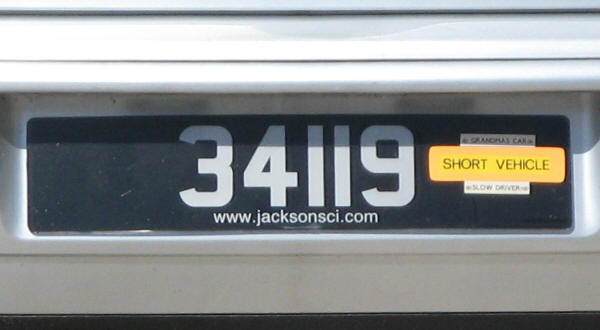 34119
www.jacksonsci.com
GRANDMAS CAR
SHORT VEHICLE
SLOW DRIVER